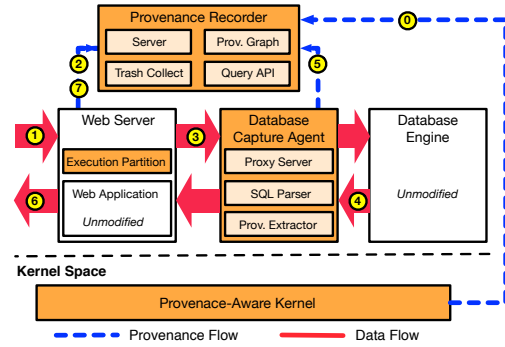 Provenance Recorder
0
Server
Prov. Graph
2
5
Trash Collect
Query API
7
Web Server
Database
Capture Agent
Database
Engine
1
3
Proxy Server
Execution Partition
Web Application
Unmodified
SQL Parser
Unmodified
6
4
Prov. Extractor
Kernel Space
Provenace-Aware Kernel
Provenance Flow
Data Flow